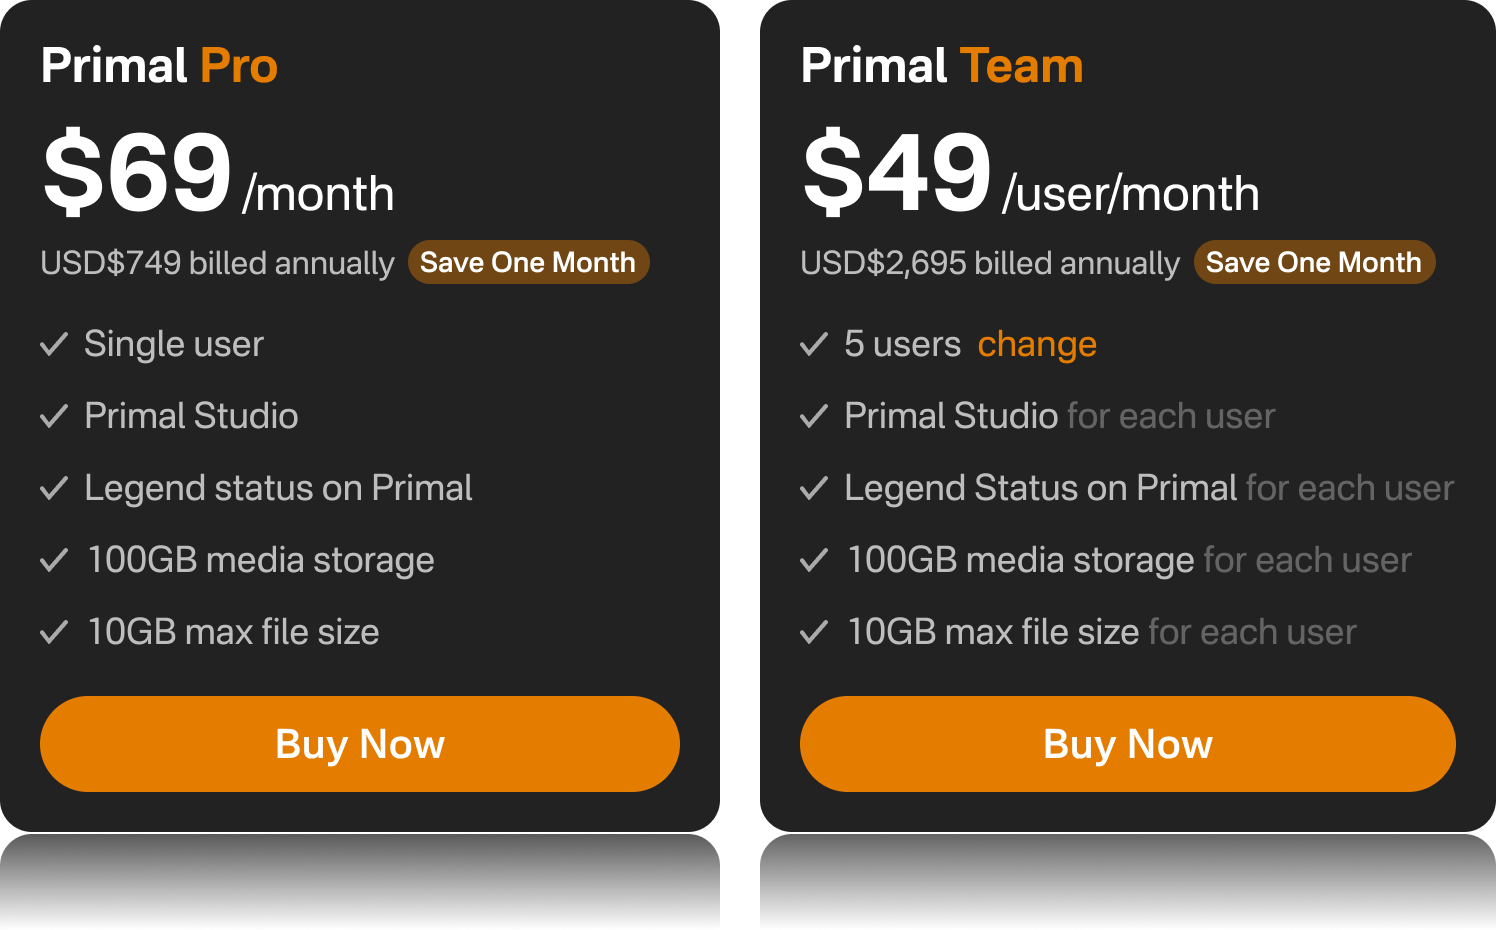 Primal Pro
$69 /month
USD$749 billed annually Save One Month
Single user
Primal Studio
Legend status on Primal
100GB media storage
10GB max file size
Buy Now
Primal Team
$49 /user/month
USD$2,695 billed annually Save One Month
5 users change
Primal Studio for each user
Legend Status on Primal for each user
100GB media storage for each user
10GB max file size for each user
Buy Now